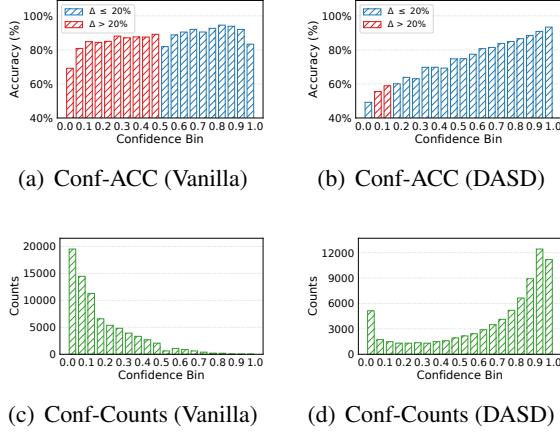 100%
80%
60%
40%
Accuracy (%)
Δ ≤ 20%
Δ > 20%
0.0 0.1 0.2 0.3 0.4 0.5 0.6 0.7 0.8 0.9 1.0
Confidence Bin
(a) Conf-ACC (Vanilla)
100%
80%
60%
40%
Accuracy (%)
Δ ≤ 20%
Δ > 20%
0.0 0.1 0.2 0.3 0.4 0.5 0.6 0.7 0.8 0.9 1.0
Confidence Bin
(b) Conf-ACC (DASD)
20000
15000
10000
5000
0
Counts
0.0 0.1 0.2 0.3 0.4 0.5 0.6 0.7 0.8 0.9 1.0
Confidence Bin
(c) Conf-Counts (Vanilla)
12000
9000
6000
3000
0
Counts
0.0 0.1 0.2 0.3 0.4 0.5 0.6 0.7 0.8 0.9 1.0
Confidence Bin
(d) Conf-Counts (DASD)